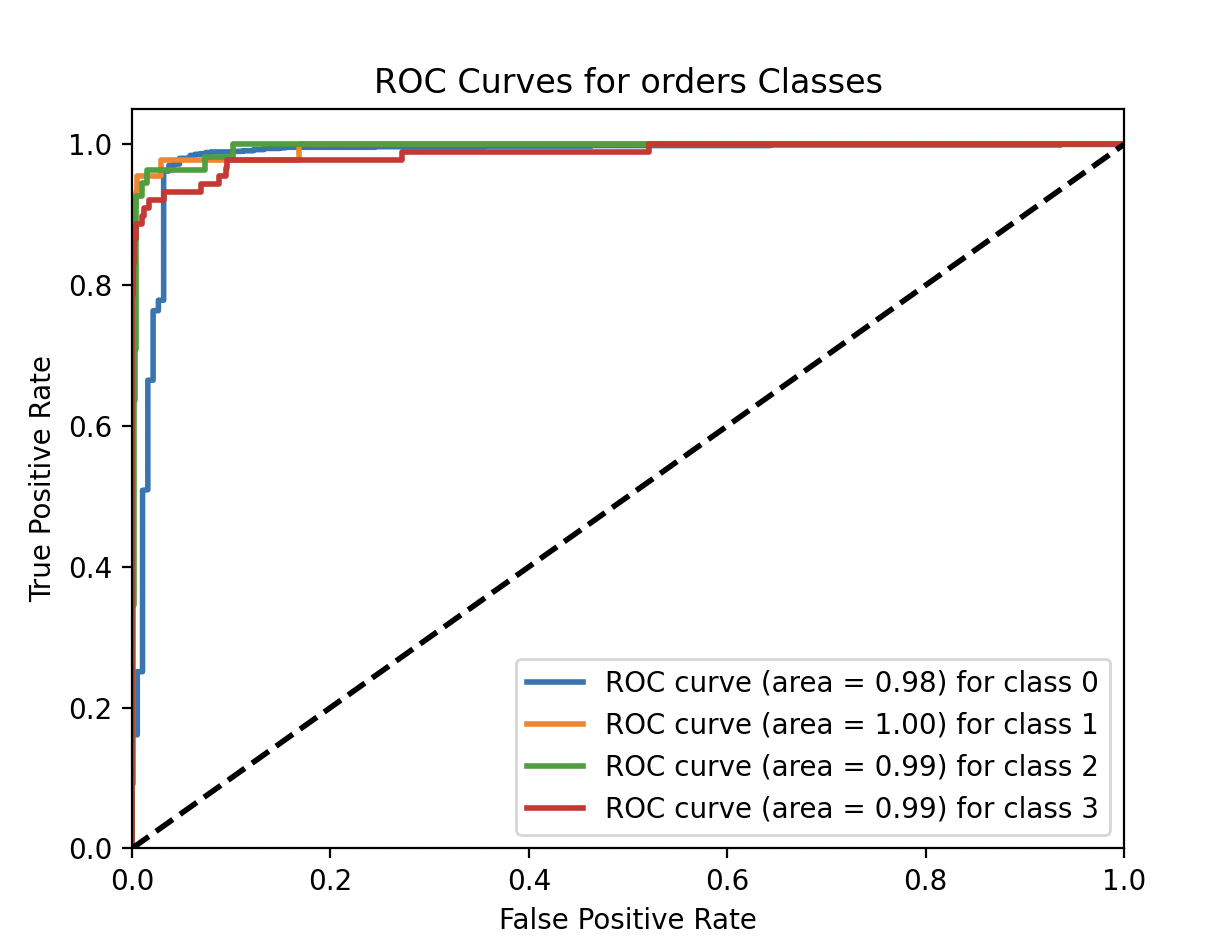 ROC Curves for orders Classes
1.0
0.8
0.6
0.4
0.2
0.0
True Positive Rate
ROC curve (area = 0.98) for class 0
ROC curve (area = 1.00) for class 1
ROC curve (area = 0.99) for class 2
ROC curve (area = 0.99) for class 3
0.0 0.2 0.4 0.6 0.8 1.0
False Positive Rate